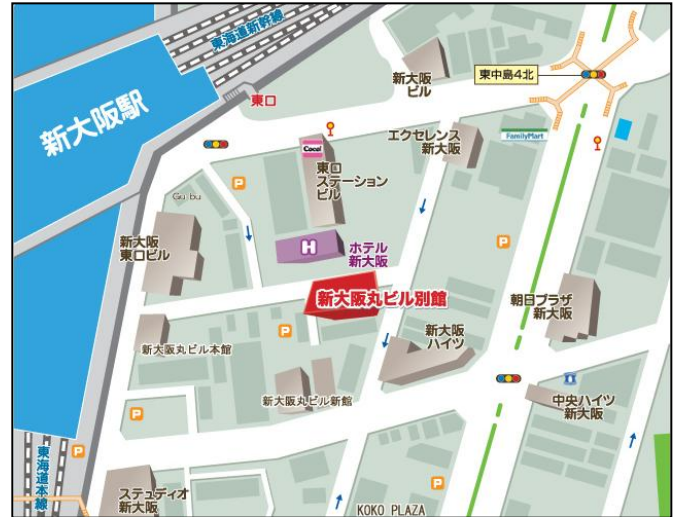 東海道新幹線
新大阪
ビル
東中島4北
東口
新大阪駅
Cocol
エクセレンス
新大阪
FamilyMart
東口
ステーション
ビル
P
Gu-bu
新大阪
東口ビル
H
ホテル
新大阪
P
新大阪丸ビル別館
朝日プラザ
新大阪
新大阪丸ビル本館
P
新大阪
ハイツ
新大阪丸ビル新館
中央ハイツ
新大阪
P
P
東海道本線
P
ステュディオ
新大阪
KOKO PLAZA